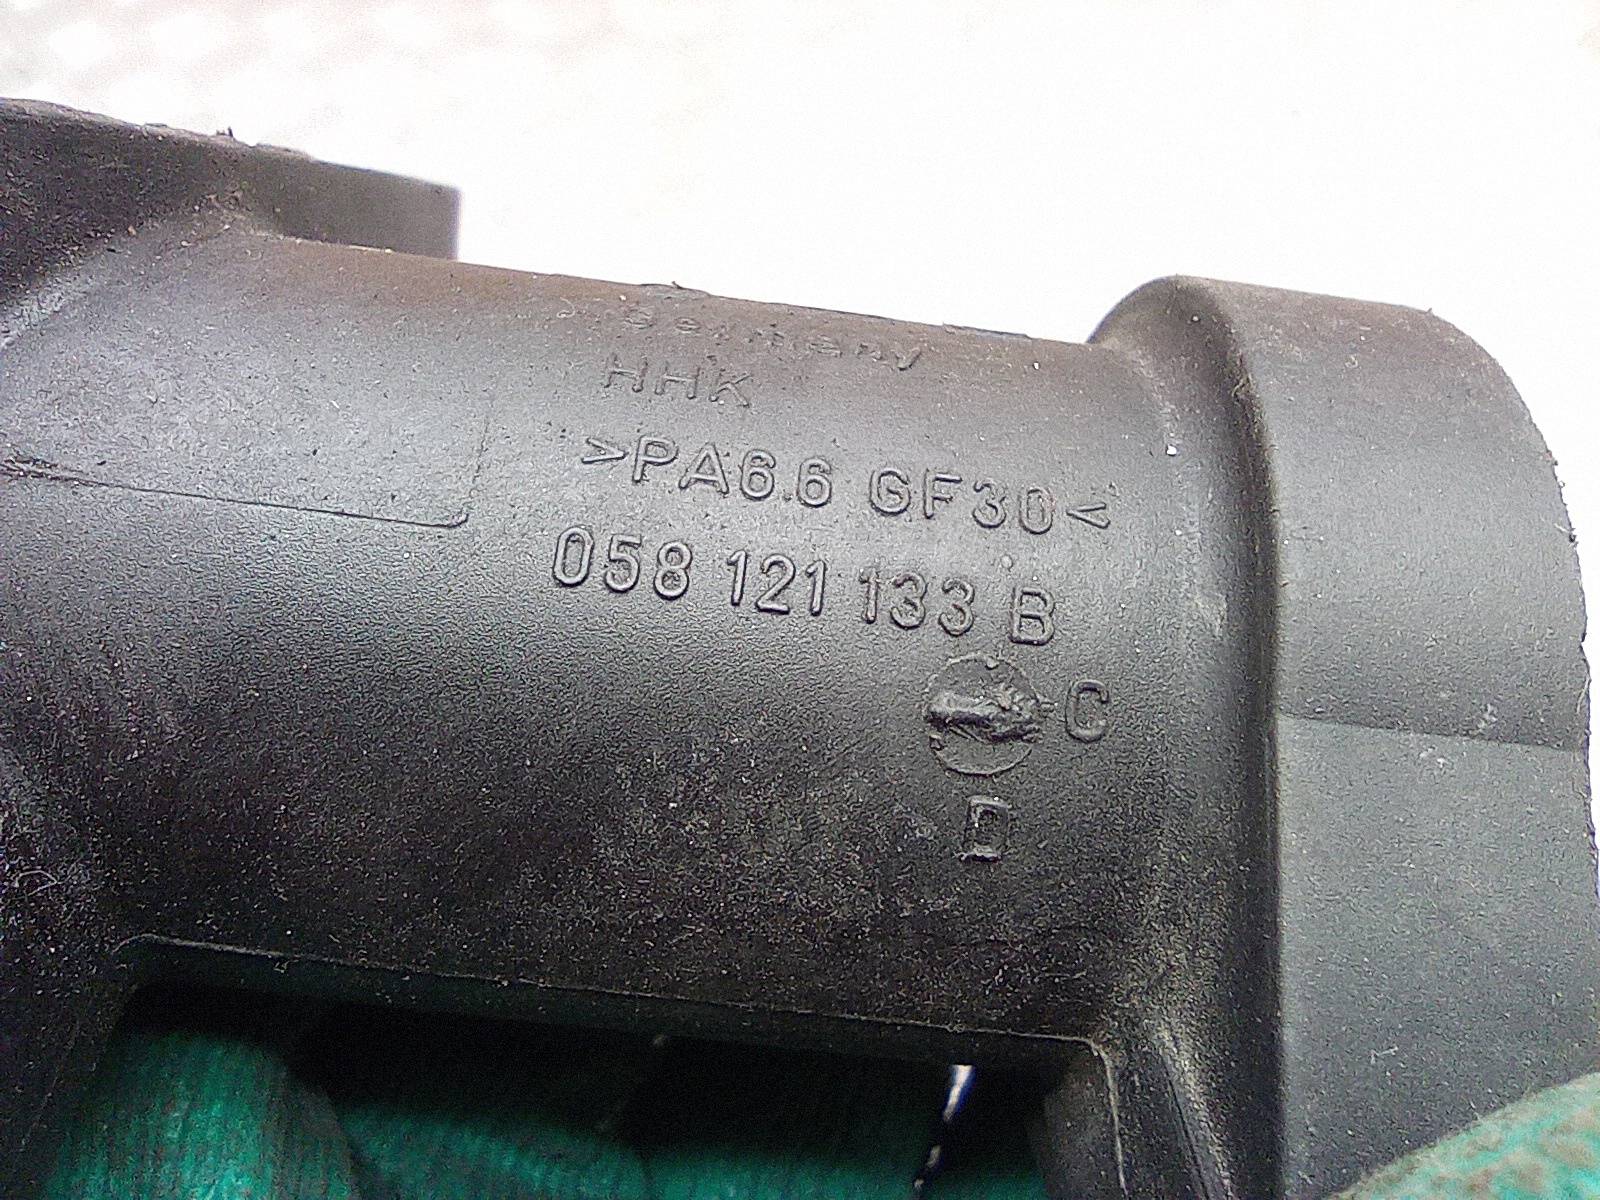 Germany
HHK
>PA6.6 GF30<
058 121 133 B
C
D